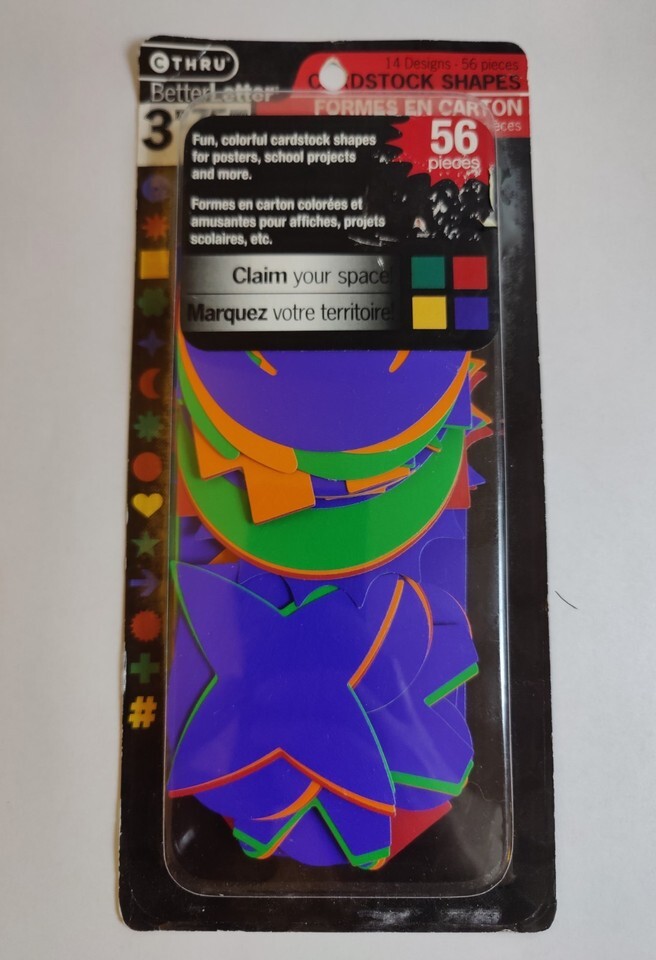 C THRU
BetterLetter
14 Designs - 56 pieces
CARDSTOCK SHAPES
FORMES EN CARTON
3"
56
pieces
Fun, colorful cardstock shapes
for posters, school projects
and more.
Formes en carton colorées et
amusantes pour affiches, projets
scolaires, etc.
Claim your space!
Marquez votre territoire!
#